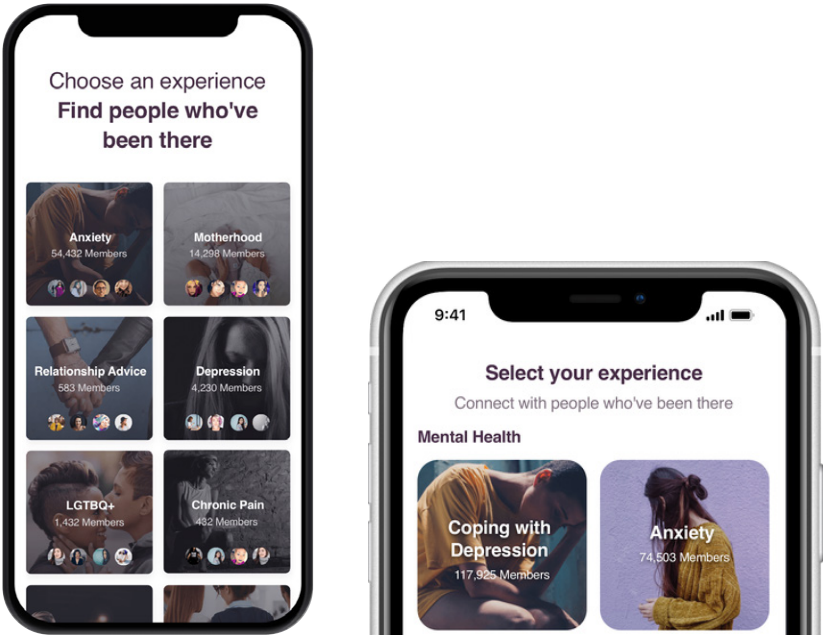 Choose an experience
Find people who've
been there
Anxiety
54,432 Members
Motherhood
14,298 Members
Relationship Advice
583 Members
Depression
4,230 Members
LGTBQ+
1,432 Members
Chronic Pain
432 Members
9:41
Select your experience
Connect with people who've been there
Mental Health
Coping with
Depression
117,925 Members
Anxiety
74,503 Members